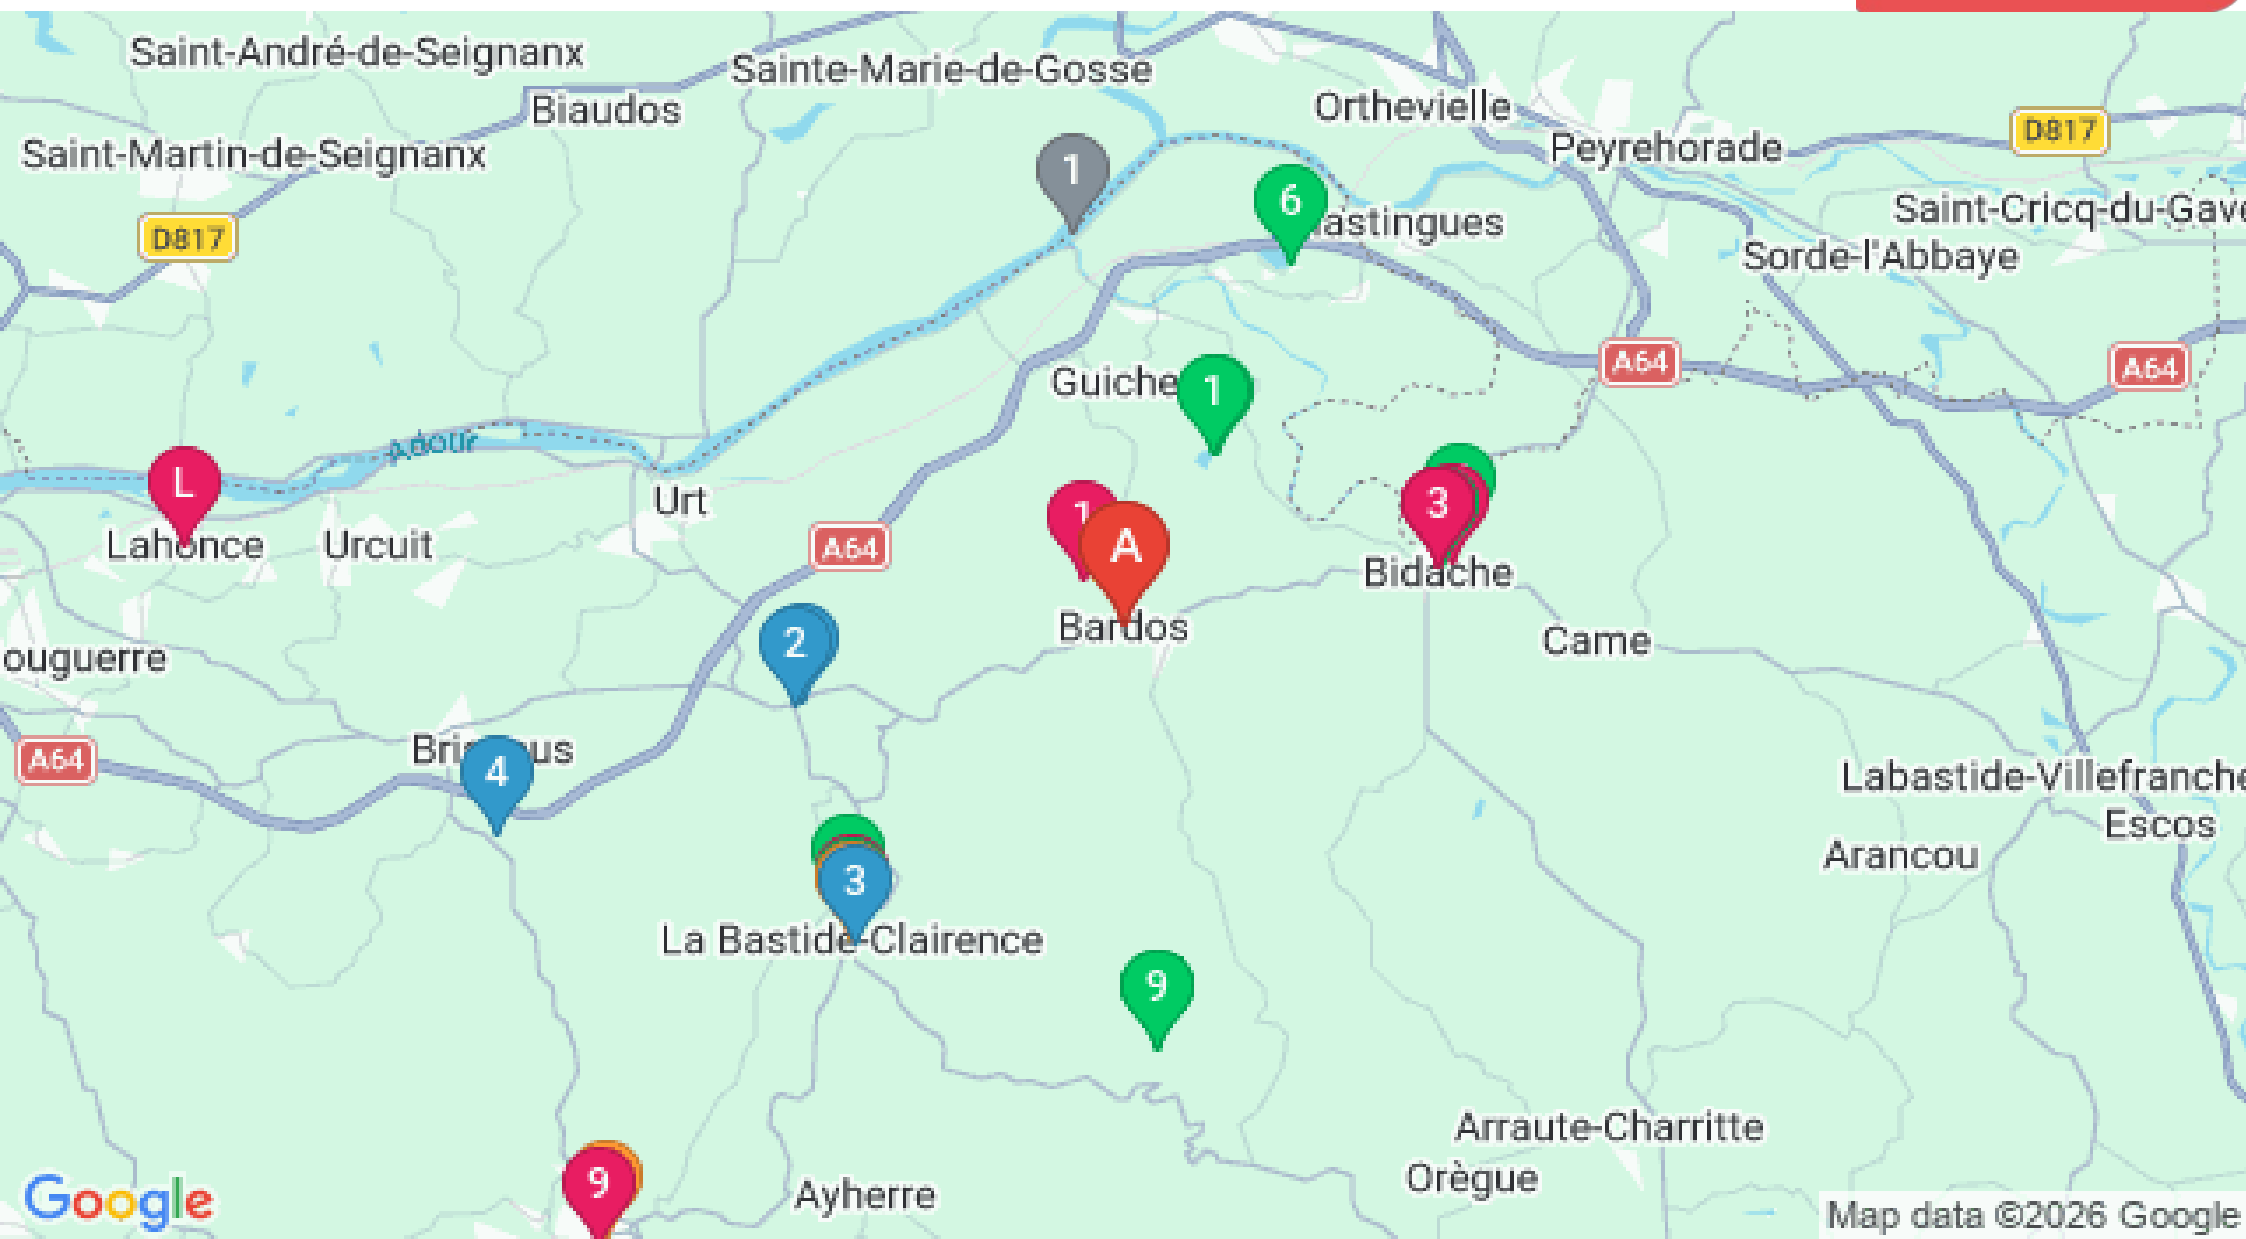 Saint-André-de-Seignanx
Sainte-Marie-de-Gosse
Biaudos
Orthevielle
D817
Saint-Martin-de-Seignanx
Peyrehorade
1
6
astingues
Saint-Cricq-du-Gave
D817
Sorde-l'Abbaye
A64
A64
Guiche
1
Adour
L
Urt
3
1
A
Lahonce
Urcuit
A64
Bidache
Bardos
2
Came
ouguerre
A64
4
Labastide-Villefranche
Escos
Arancou
3
La Bastide-Clairence
9
Arraute-Charritte
Orègue
9
Ayherre
Google
Map data ©2026 Google